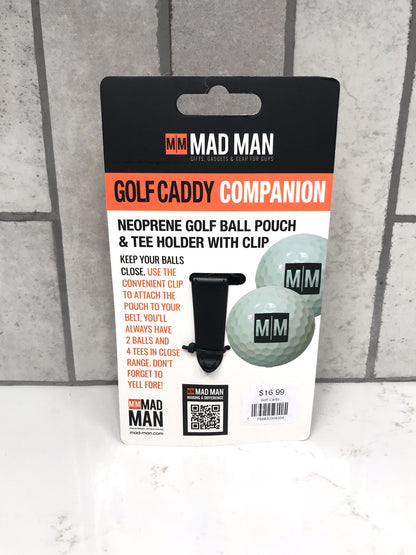 MM MAD MAN
GIFTS, GADGETS & GEAR FOR GUYS
GOLF CADDY COMPANION
NEOPRENE GOLF BALL POUCH
& TEE HOLDER WITH CLIP
KEEP YOUR BALLS
CLOSE. USE THE
CONVENIENT CLIP
TO ATTACH THE
POUCH TO YOUR
BELT, YOU'LL
ALWAYS HAVE
2 BALLS AND
4 TEES IN CLOSE
RANGE. DON'T
FORGET TO
YELL FORE!
MM
MM
MM MAD
MAN
mad-man.com
MM MAD MAN
MAKING A DIFFERENCE
$16.99